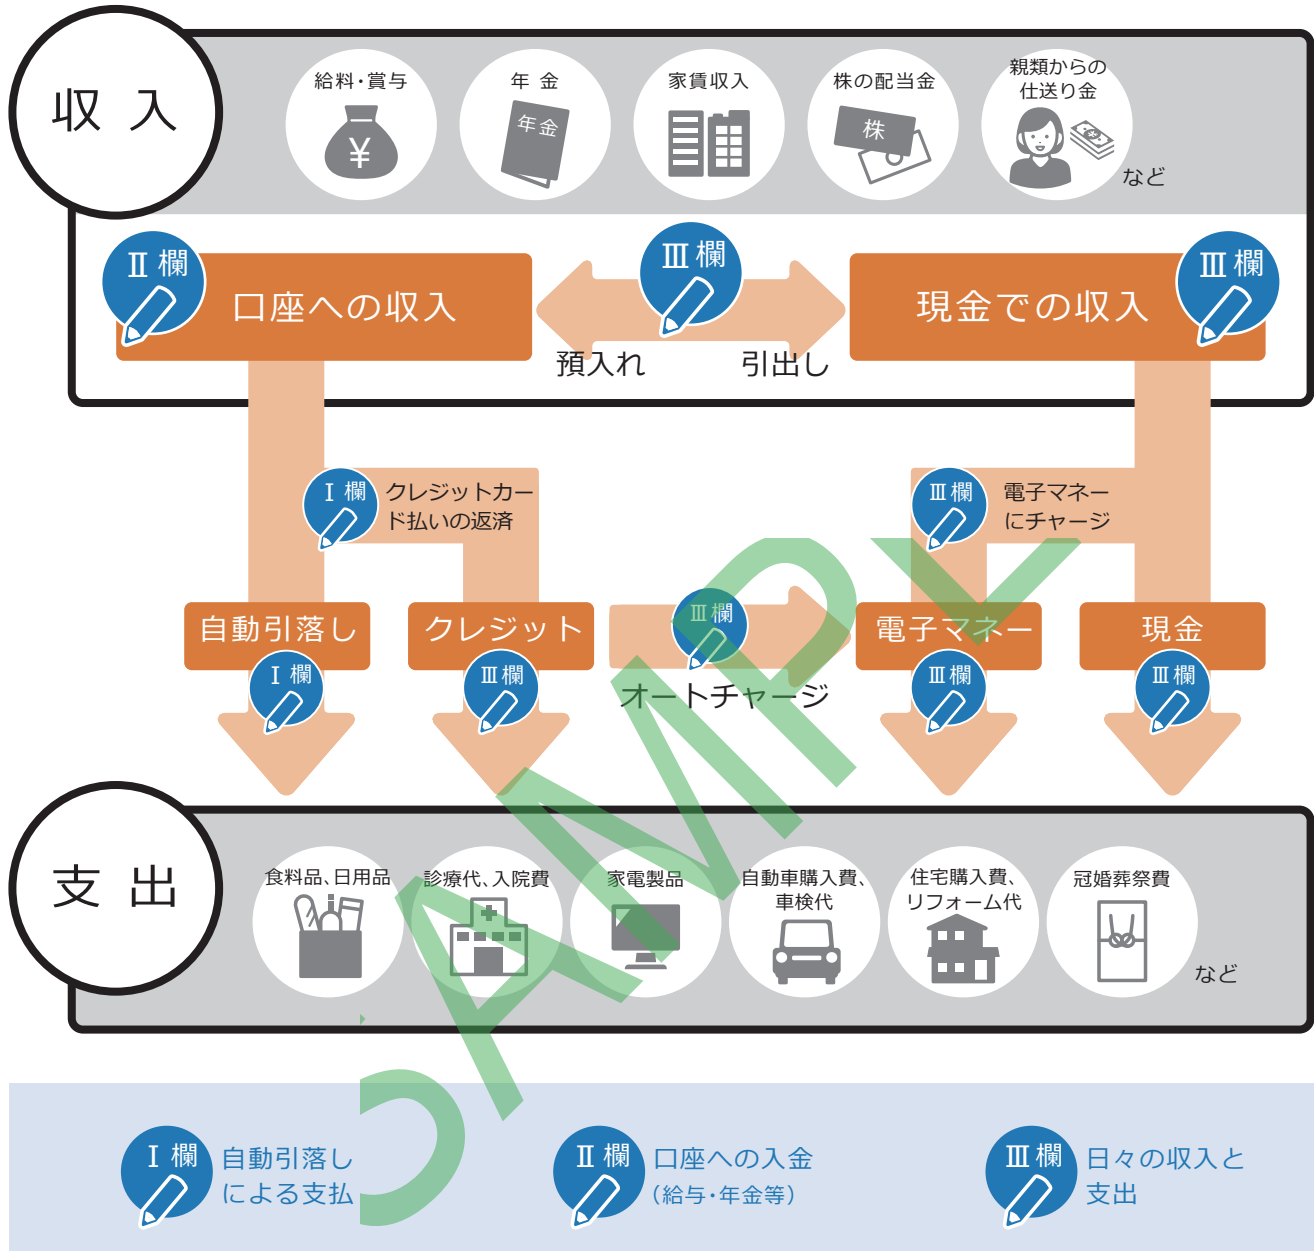 収入
給料・賞与
年金
年金
¥
家賃収入
株の配当金
株
親類からの
仕送り金
など
Ⅱ欄
口座への収入
Ⅲ欄
預入れ
引出し
現金での収入
Ⅲ欄
Ⅰ欄
クレジットカー
ド払いの返済
Ⅲ欄
電子マネー
にチャージ
自動引落し
Ⅰ欄
クレジット
Ⅲ欄
Ⅲ欄
オートチャージ
電子マネー
Ⅲ欄
現金
Ⅲ欄
支出
食料品、日用品
診療代、入院費
家電製品
自動車購入費、
車検代
住宅購入費、
リフォーム代
冠婚葬祭費
など
SAMPLE
Ⅰ欄
自動引落し
による支払
Ⅱ欄
口座への入金
(給与・年金等)
Ⅲ欄
日々の収入と
支出